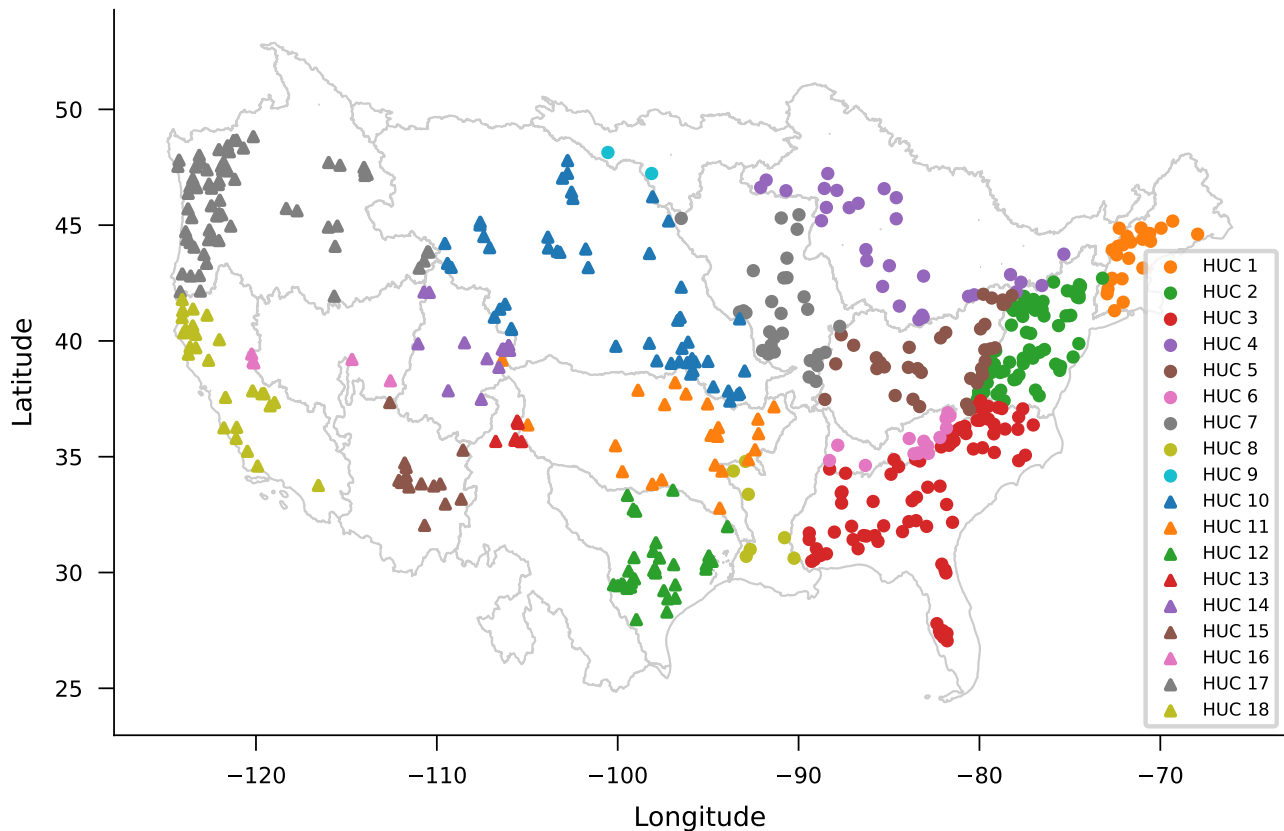 50
45
40
35
30
25
Latitude
−120
−110
−100
−90
−80
−70
Longitude
HUC 1
HUC 2
HUC 3
HUC 4
HUC 5
HUC 6
HUC 7
HUC 8
HUC 9
HUC 10
HUC 11
HUC 12
HUC 13
HUC 14
HUC 15
HUC 16
HUC 17
HUC 18